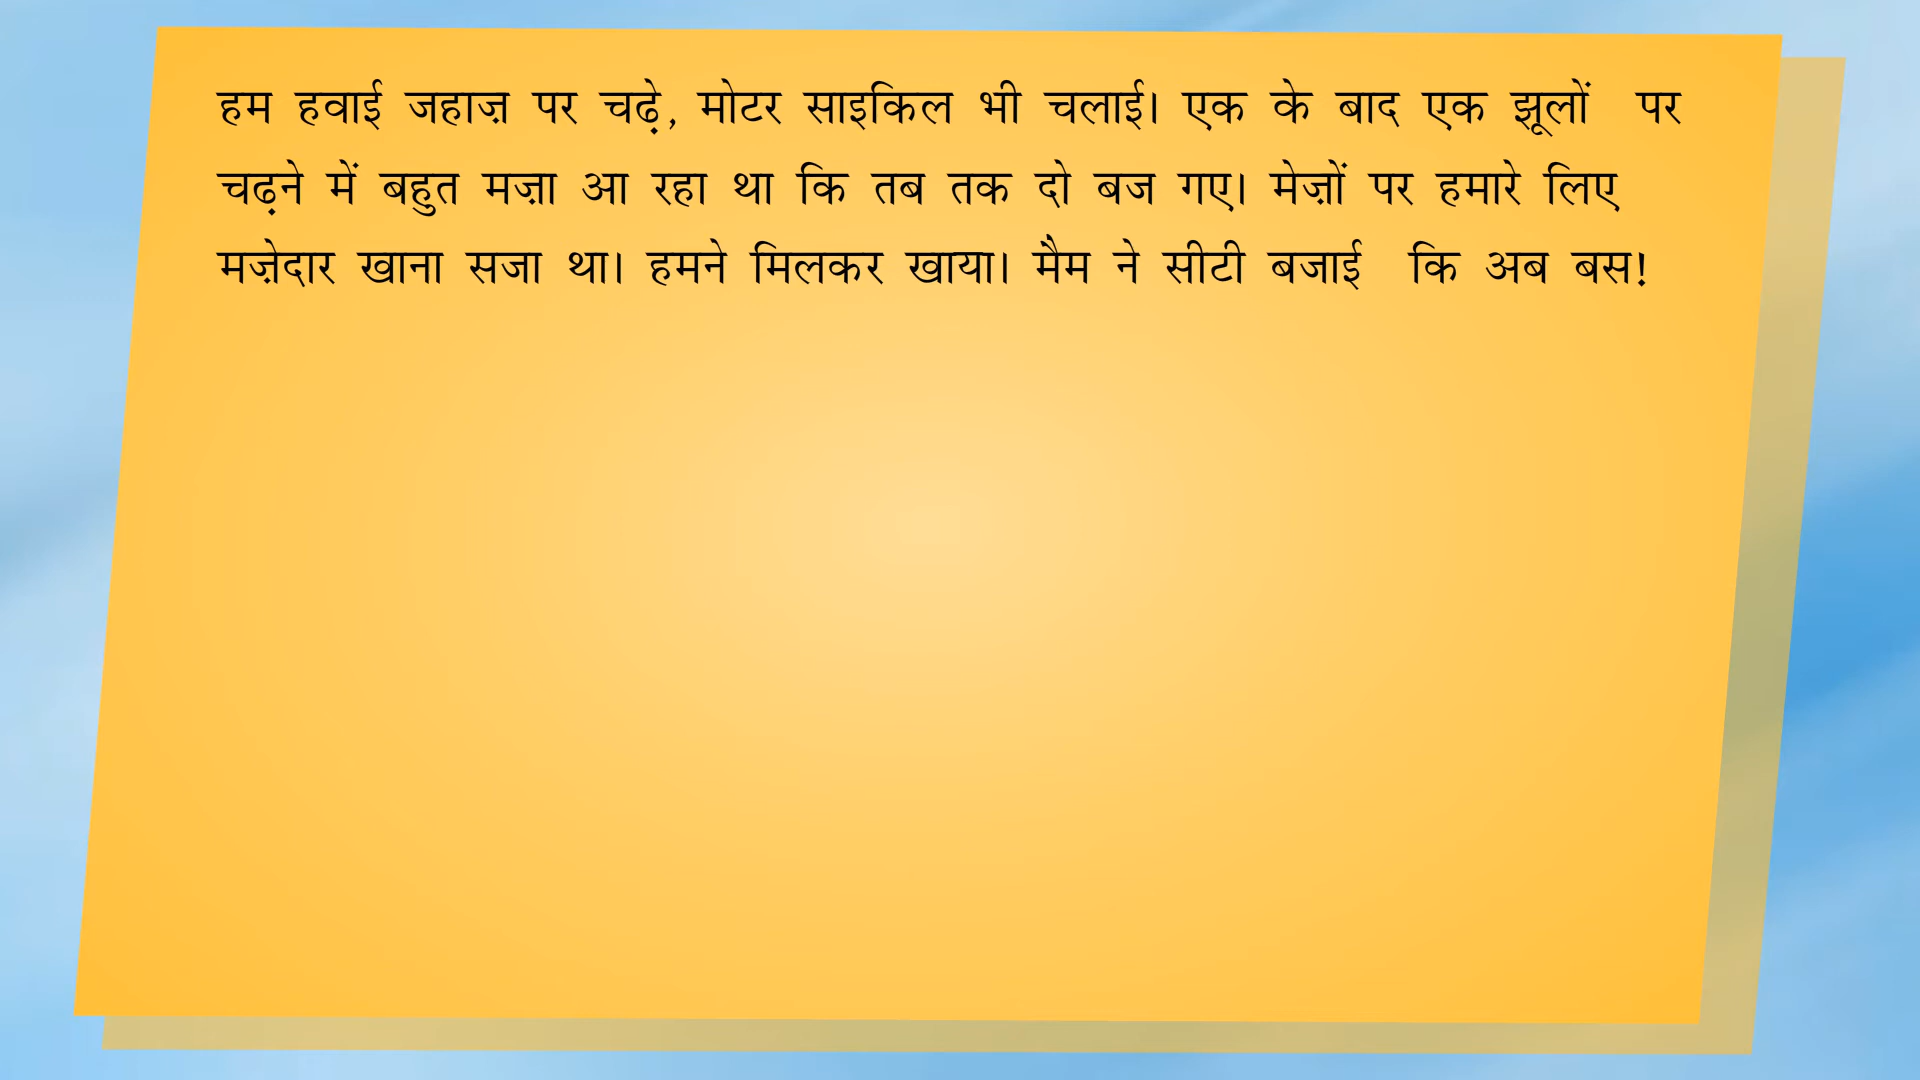 हम हवाई जहाज़ पर चढ़े, मोटर साइकिल भी चलाई। एक के बाद एक झूलों पर
चढ़ने में बहुत मज़ा आ रहा था कि तब तक दो बज गए। मेज़ों पर हमारे लिए
मज़ेदार खाना सजा था। हमने मिलकर खाया। मैम ने सीटी बजाई कि अब बस!